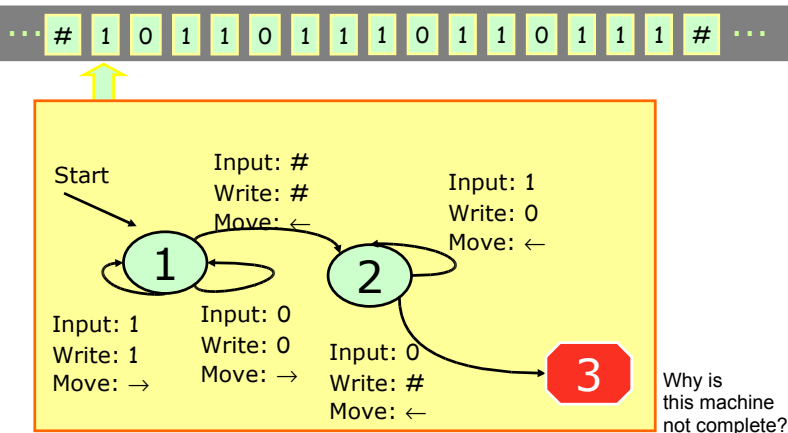 ... # 1 0 1 1 0 1 1 1 0 1 1 0 1 1 1 # ...
Start
Input: #
Write: #
Move: ←
Input: 1
Write: 0
Move: ←
1
2
Input: 1
Write: 1
Move: →
Input: 0
Write: 0
Move: →
Input: 0
Write: #
Move: ←
3
Why is
this machine
not complete?